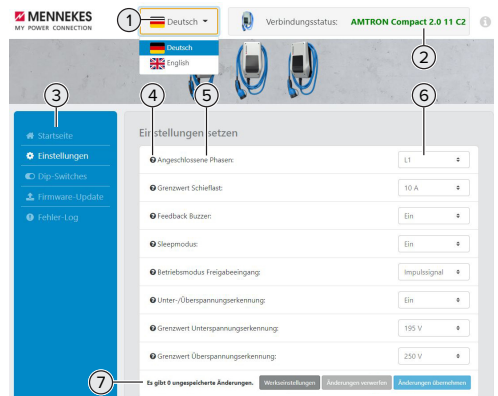 MENNEKES
MY POWER CONNECTION
1
Deutsch
Verbindungsstatus: AMTRON Compact 2.0 11 C2
Deutsch
English
2
3
4
5
6
Startseite
Einstellungen
Dip-Switches
Firmware-Update
Fehler-Log
Einstellungen setzen
Angeschlossene Phasen: L1
Grenzwert Schieflast: 10 A
Feedback Buzzer: Ein
Sleepmodus: Ein
Betriebsmodus Freigabeeingang: Impulssignal
Unter-/Überspannungserkennung: Ein
Grenzwert Unterspannungserkennung: 195 V
Grenzwert Überspannungserkennung: 250 V
7
Es gibt 0 ungespeicherte Änderungen. Werkseinstellungen Änderungen verwerfen Änderungen übernehmen